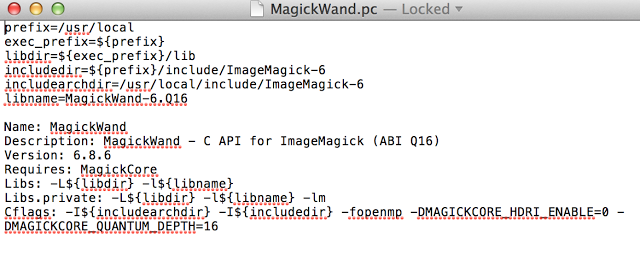 MagickWand.pc — Locked
prefix=/usr/local
exec_prefix=${prefix}
libdir=${exec_prefix}/lib
includedir=${prefix}/include/ImageMagick-6
includearchdir=/usr/local/include/ImageMagick-6
libname=MagickWand-6.Q16

Name: MagickWand
Description: MagickWand - C API for ImageMagick (ABI Q16)
Version: 6.8.6
Requires: MagickCore
Libs: -L${libdir} -l${libname}
Libs.private: -L${libdir} -l${libname} -lm
Cflags: -I${includearchdir} -I${includedir} -fopenmp -DMAGICKCORE_HDRI_ENABLE=0 -
DMAGICKCORE_QUANTUM_DEPTH=16